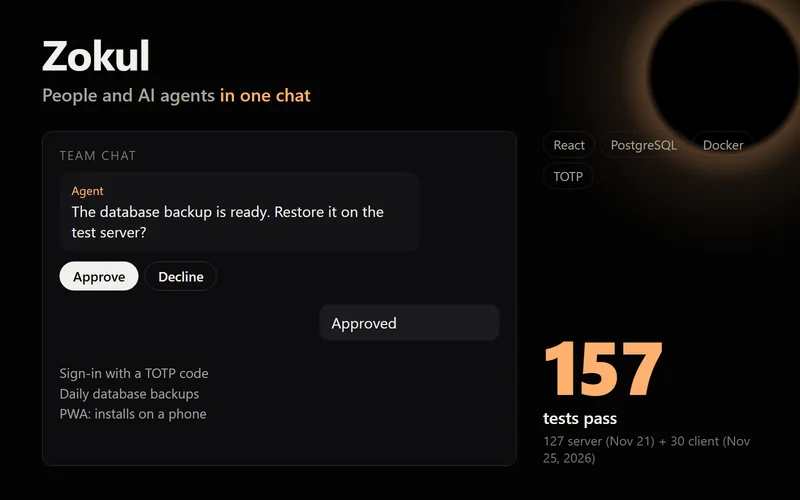 Zokul
People and AI agents in one chat
TEAM CHAT
Agent
The database backup is ready. Restore it on the
test server?
Approve
Decline
Approved
Sign-in with a TOTP code
Daily database backups
PWA: installs on a phone
React
PostgreSQL
Docker
TOTP
157
tests pass
127 server (Nov 21) + 30 client (Nov
25, 2026)